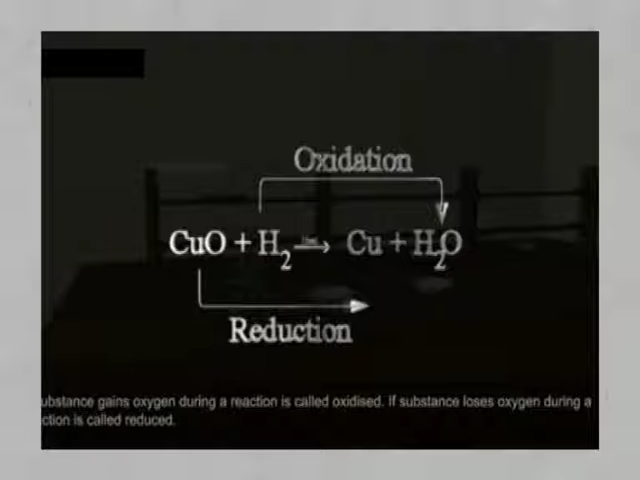 Oxidation
CuO + H₂ → Cu + H₂O
Reduction
ubstance gains oxygen during a reaction is called oxidised. If substance loses oxygen during a
ction is called reduced.